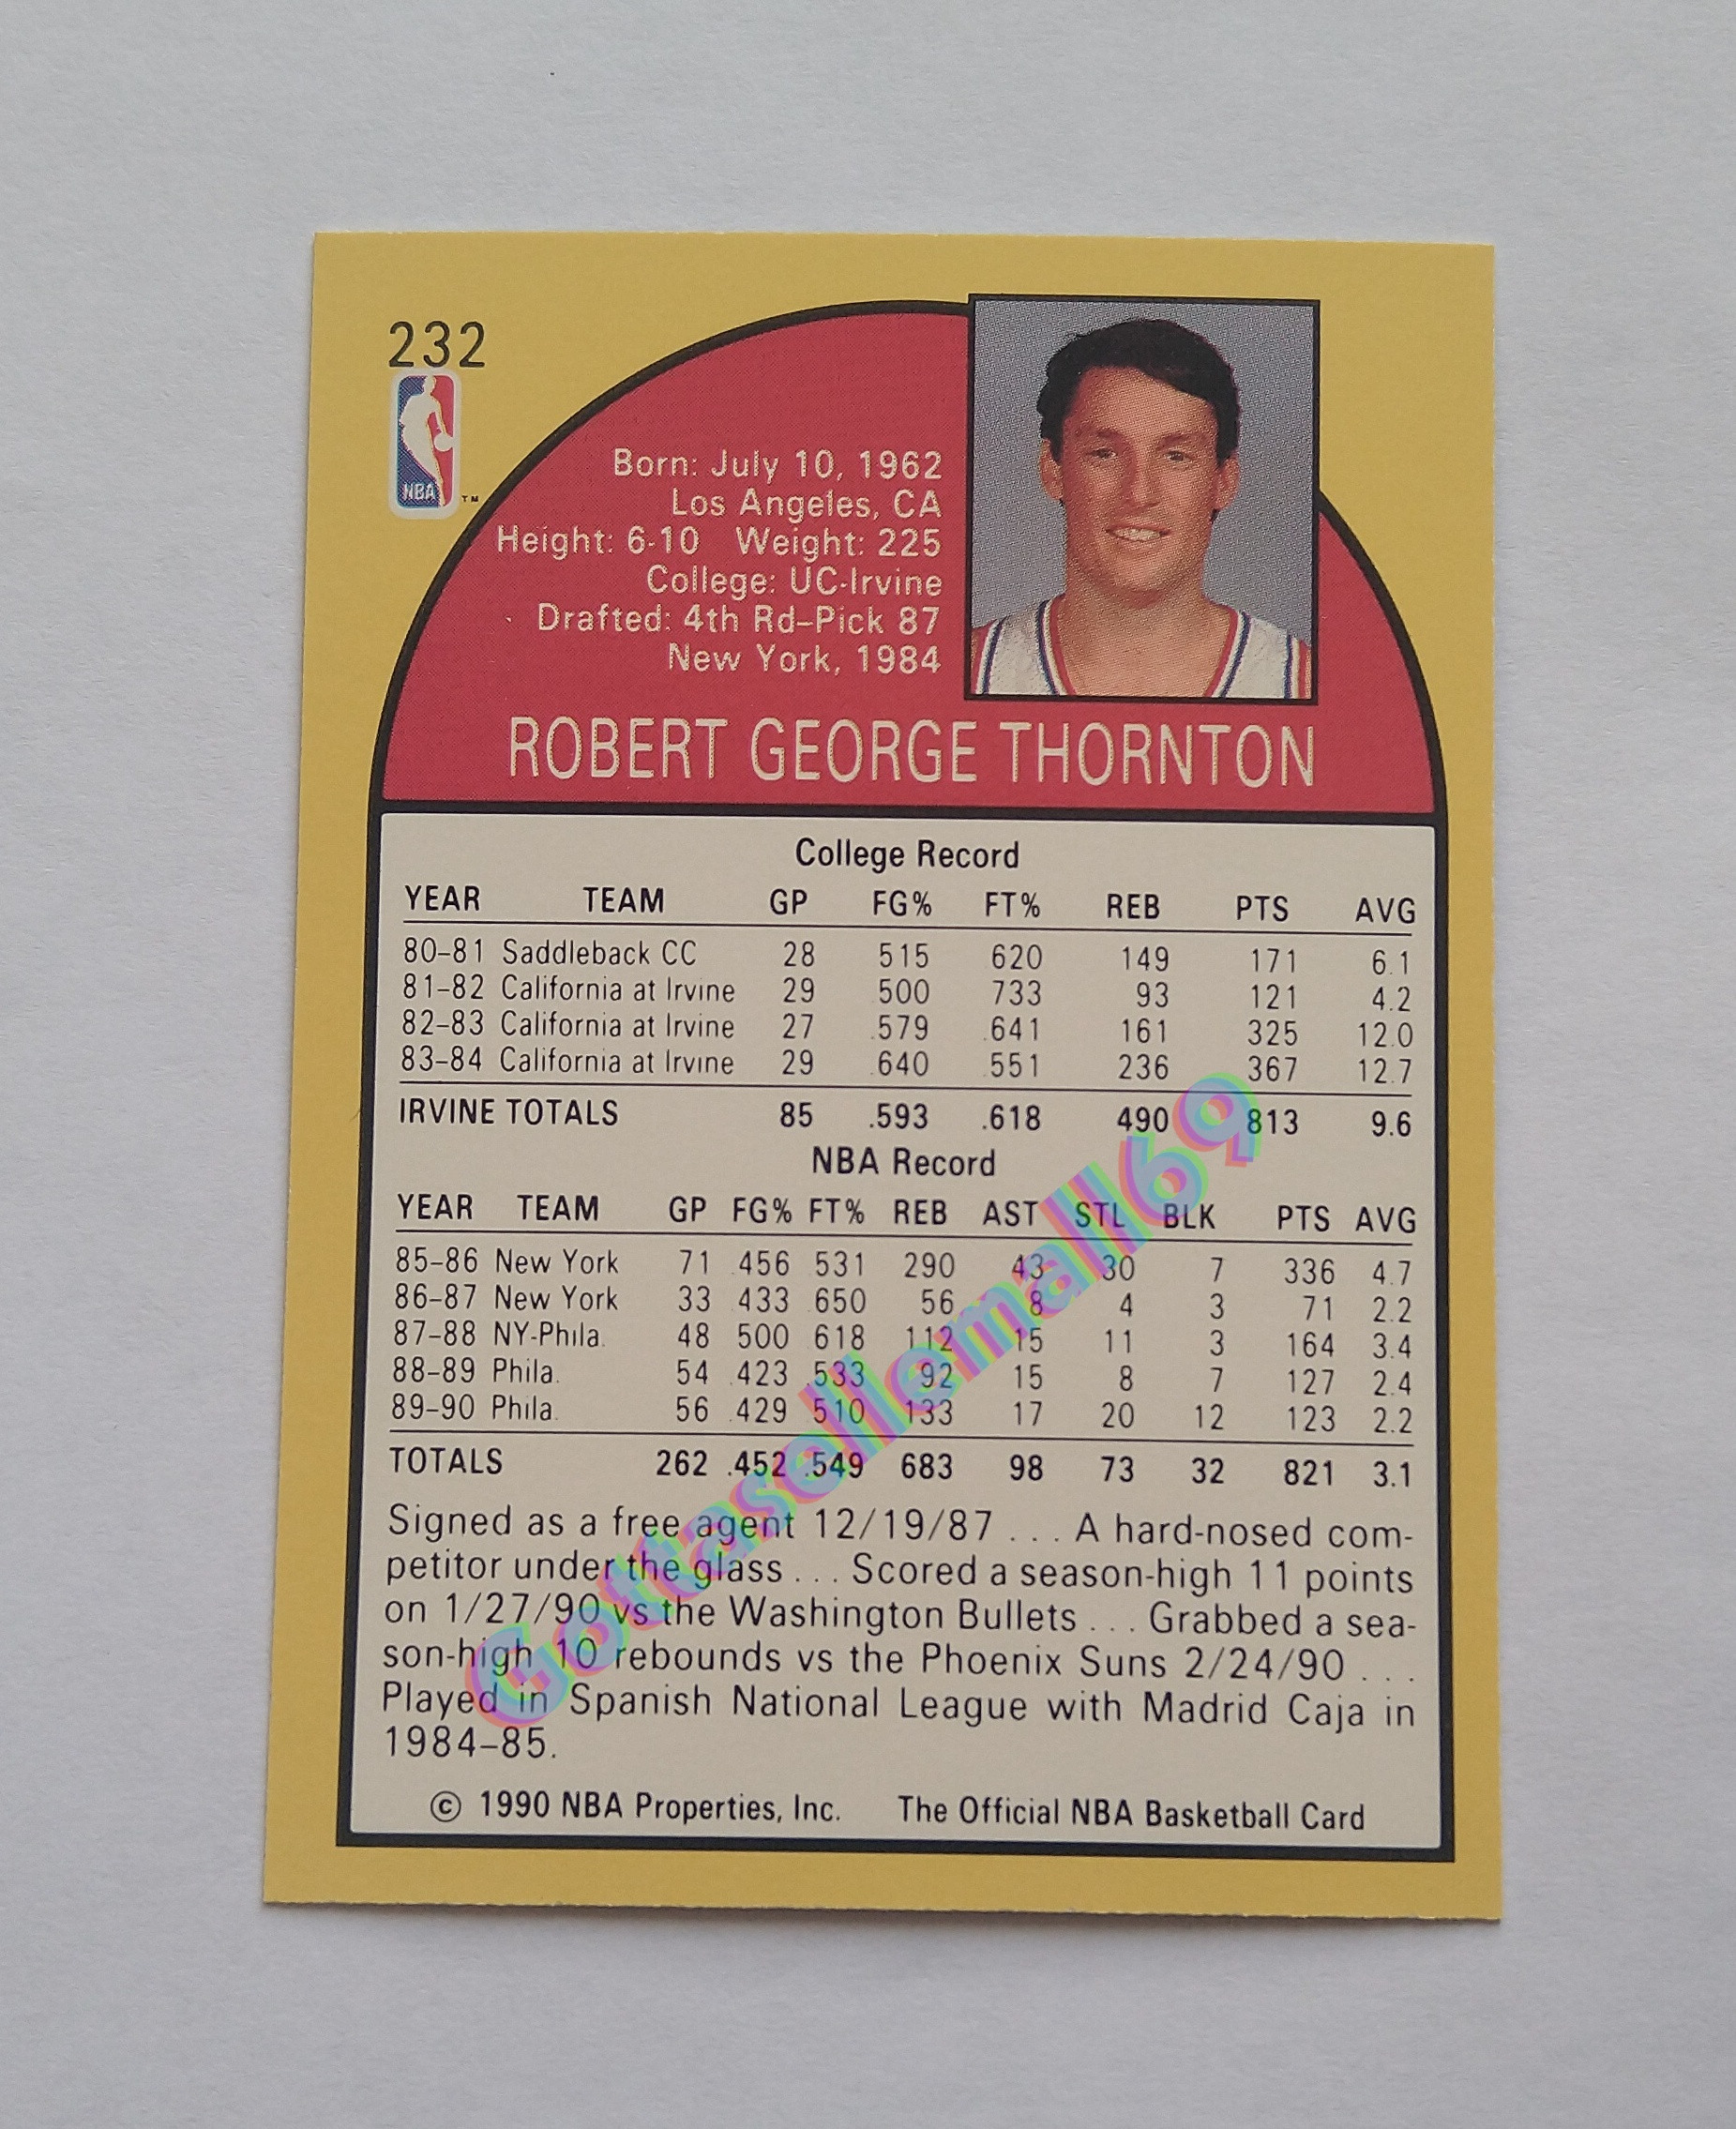 232
NBA
TM
Born: July 10, 1962
Los Angeles, CA
Height: 6-10 Weight: 225
College: UC-Irvine
Drafted: 4th Rd–Pick 87
New York, 1984
ROBERT GEORGE THORNTON
College Record
YEAR TEAM GP FG% FT% REB PTS AVG
80–81 Saddleback CC 28 .515 .620 149 171 6.1
81–82 California at Irvine 29 .500 .733 93 121 4.2
82–83 California at Irvine 27 .579 .641 161 325 12.0
83–84 California at Irvine 29 .640 .551 236 367 12.7
IRVINE TOTALS 85 .593 .618 490 813 9.6
NBA Record
YEAR TEAM GP FG% FT% REB AST STL BLK PTS AVG
85–86 New York 71 .456 .531 290 43 30 7 336 4.7
86–87 New York 33 .433 .650 56 8 4 3 71 2.2
87–88 NY-Phila. 48 .500 .618 112 15 11 3 164 3.4
88–89 Phila. 54 .423 .533 92 15 8 7 127 2.4
89–90 Phila. 56 .429 .510 133 17 20 12 123 2.2
TOTALS 262 .452 .549 683 98 73 32 821 3.1
Signed as a free agent 12/19/87 . . . A hard-nosed com-
petitor under the glass . . . Scored a season-high 11 points
on 1/27/90 vs the Washington Bullets . . . Grabbed a sea-
son-high 10 rebounds vs the Phoenix Suns 2/24/90 . . .
Played in Spanish National League with Madrid Caja in
1984–85.
© 1990 NBA Properties, Inc. The Official NBA Basketball Card
Gottasellemall69